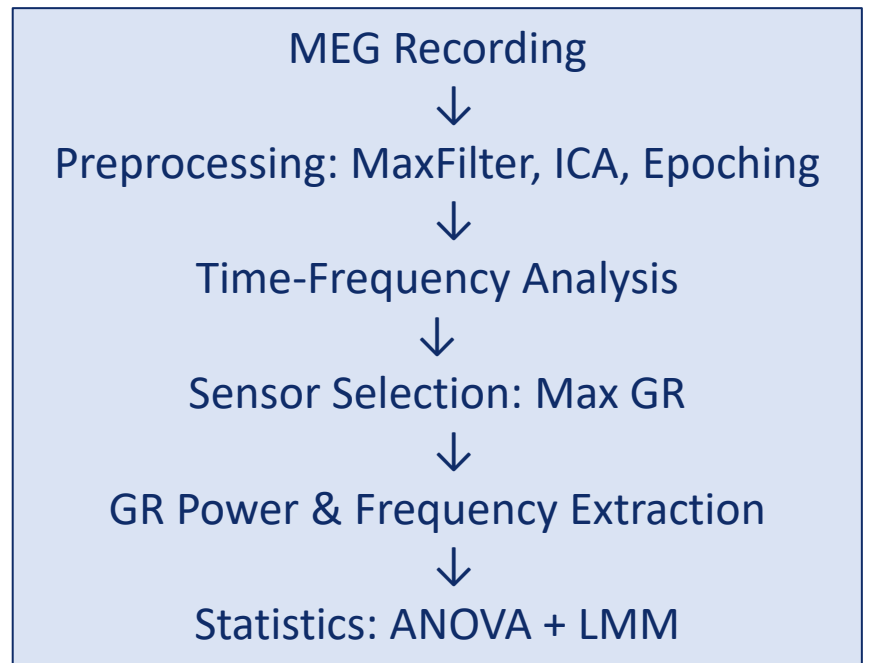 MEG Recording
↓
Preprocessing: MaxFilter, ICA, Epoching
↓
Time-Frequency Analysis
↓
Sensor Selection: Max GR
↓
GR Power & Frequency Extraction
↓
Statistics: ANOVA + LMM